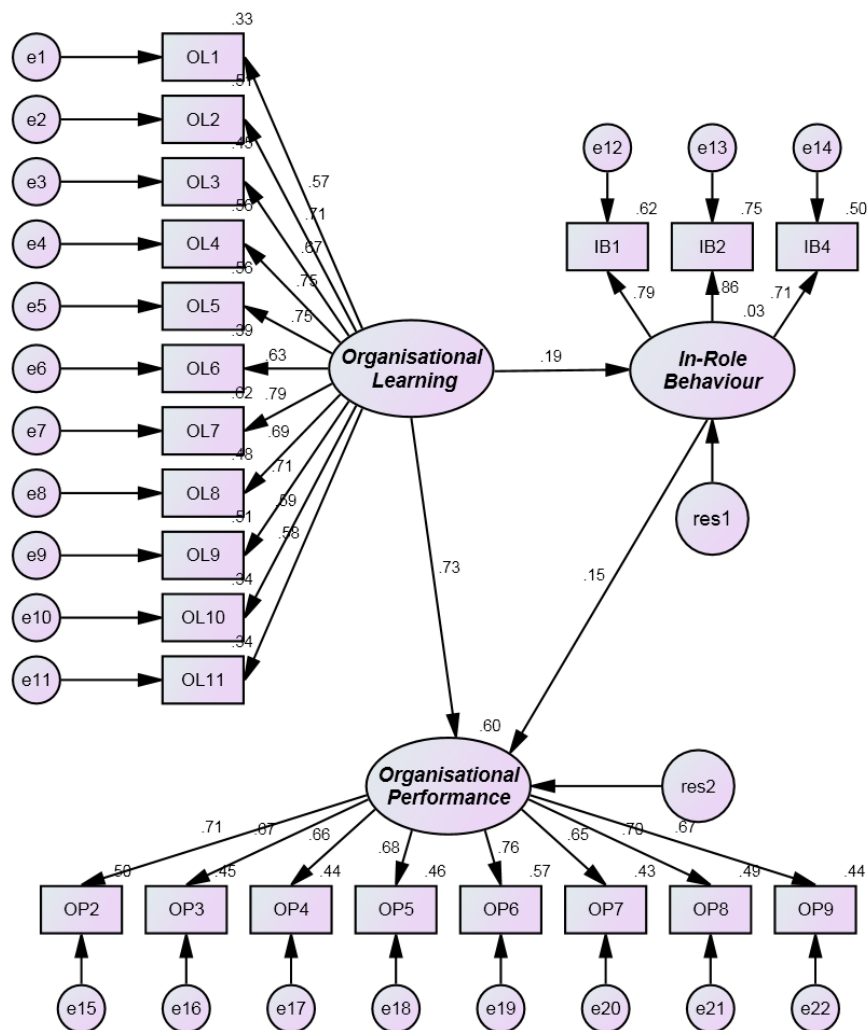 .33
e1
OL1
.51
e2
OL2
.45
e3
OL3
.56
e4
OL4
.56
e5
OL5
.39
e6
OL6
.62
e7
OL7
.48
e8
OL8
.51
e9
OL9
.34
e10
OL10
.34
e11
OL11
.57
.71
.67
.75
.75
.63
.79
.69
.71
.59
.58
Organisational
Learning
.19
e12
e13
e14
.62
.75
.50
IB1
IB2
IB4
.79
.86
.71
.03
In-Role
Behaviour
res1
.73
.15
.60
Organisational
Performance
res2
.71
.67
.66
.68
.76
.65
.70
.67
.50
.45
.44
.46
.57
.43
.49
.44
OP2
OP3
OP4
OP5
OP6
OP7
OP8
OP9
e15
e16
e17
e18
e19
e20
e21
e22